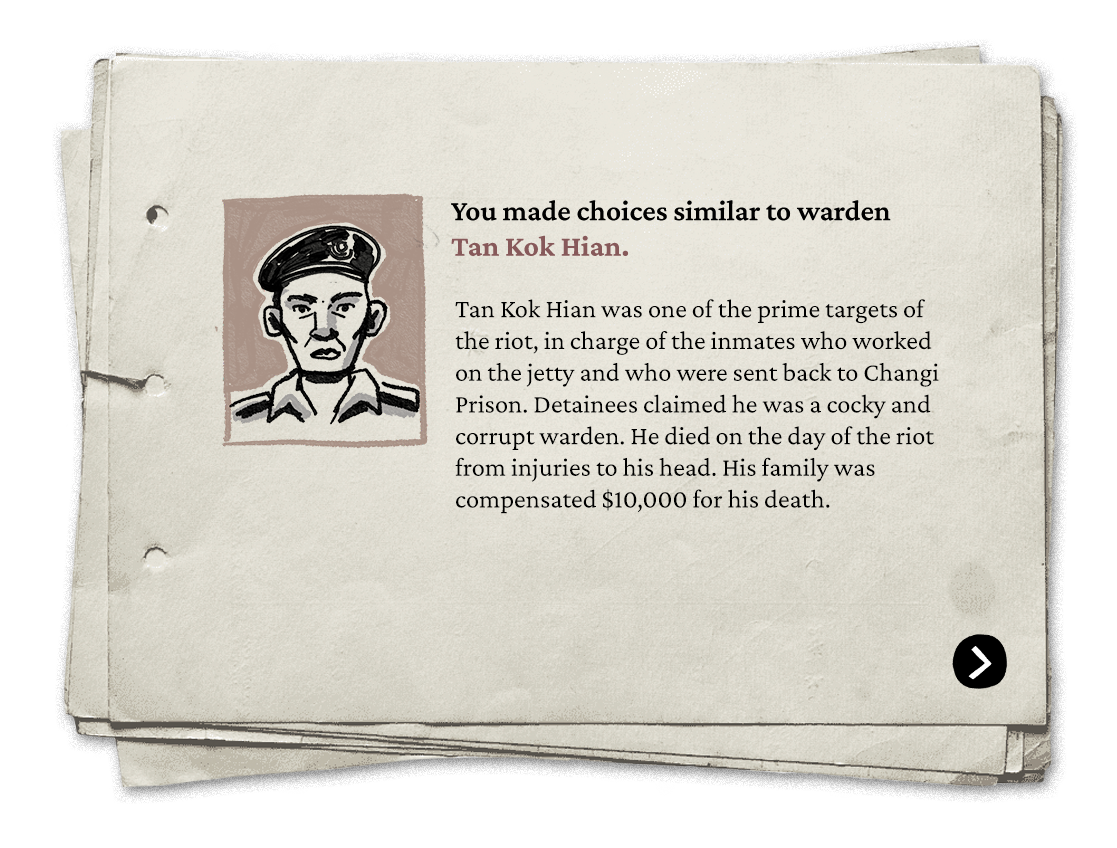 You made choices similar to warden
Tan Kok Hian.
Tan Kok Hian was one of the prime targets of
the riot, in charge of the inmates who worked
on the jetty and who were sent back to Changi
Prison. Detainees claimed he was a cocky and
corrupt warden. He died on the day of the riot
from injuries to his head. His family was
compensated $10,000 for his death.